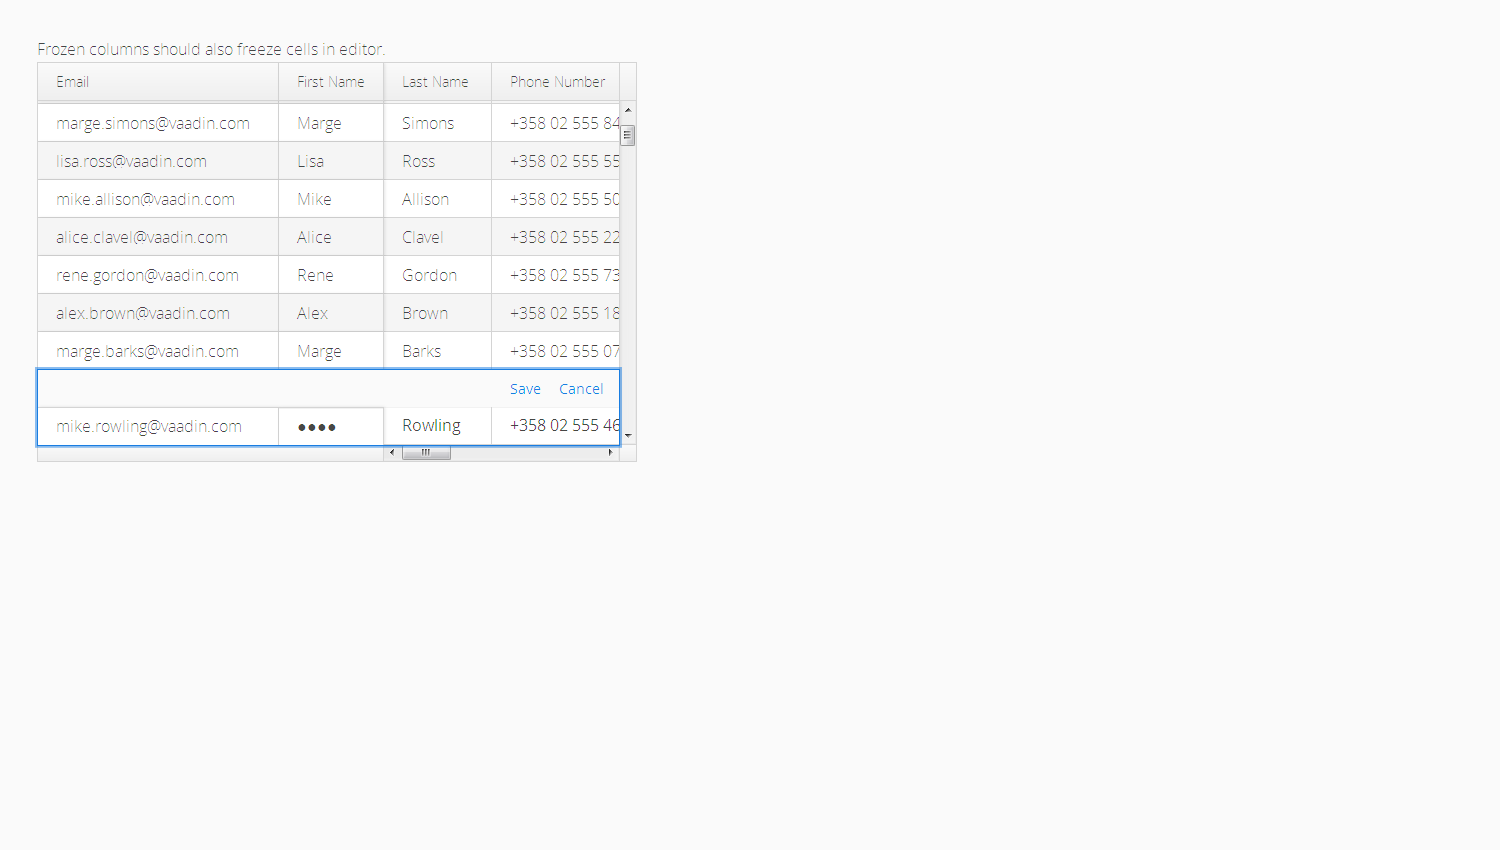 Frozen columns should also freeze cells in editor.
Email First Name Last Name Phone Number
marge.simons@vaadin.com Marge Simons +358 02 555 84
lisa.ross@vaadin.com Lisa Ross +358 02 555 55
mike.allison@vaadin.com Mike Allison +358 02 555 50
alice.clavel@vaadin.com Alice Clavel +358 02 555 22
rene.gordon@vaadin.com Rene Gordon +358 02 555 73
alex.brown@vaadin.com Alex Brown +358 02 555 18
marge.barks@vaadin.com Marge Barks +358 02 555 07
Save Cancel
mike.rowling@vaadin.com ●●●● Rowling +358 02 555 46